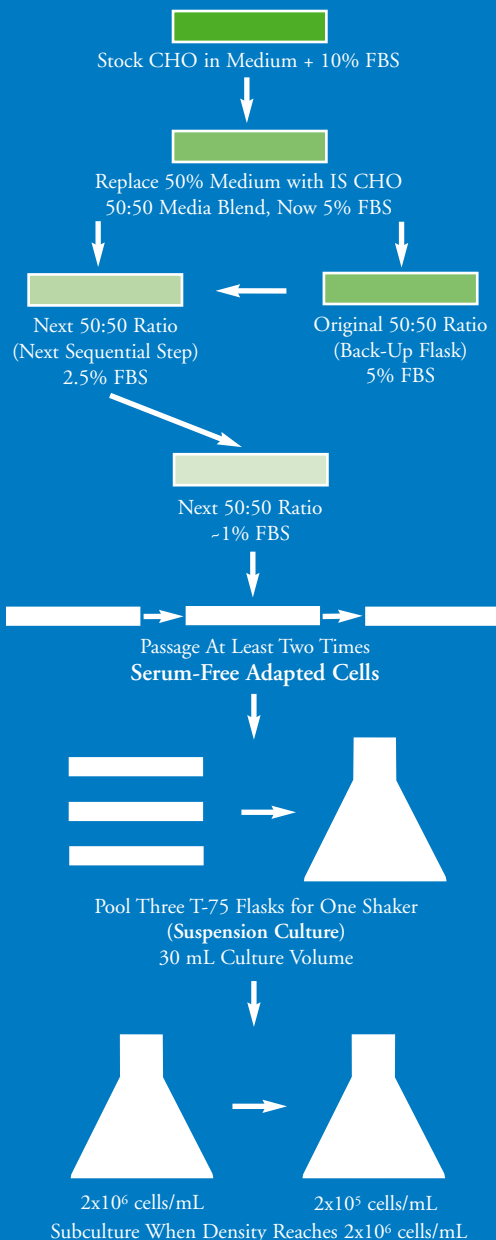 Stock CHO in Medium + 10% FBS
Replace 50% Medium with IS CHO
50:50 Media Blend, Now 5% FBS
Next 50:50 Ratio
(Next Sequential Step)
2.5% FBS
Original 50:50 Ratio
(Back-Up Flask)
5% FBS
Next 50:50 Ratio
~1% FBS
Passage At Least Two Times
Serum-Free Adapted Cells
Pool Three T-75 Flasks for One Shaker
(Suspension Culture)
30 mL Culture Volume
2x10⁶ cells/mL
2x10⁵ cells/mL
Subculture When Density Reaches 2x10⁶ cells/mL